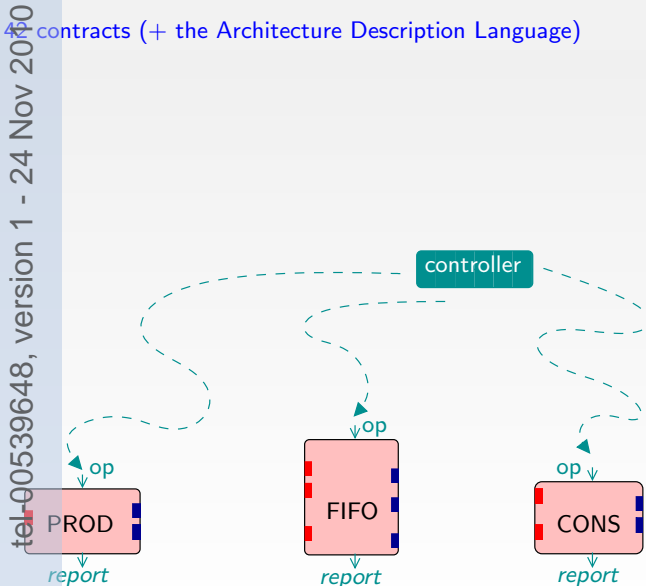 42 contracts (+ the Architecture Description Language)
tel-00539648, version 1 - 24 Nov 2010
controller
op
op
op
PROD
FIFO
CONS
report
report
report